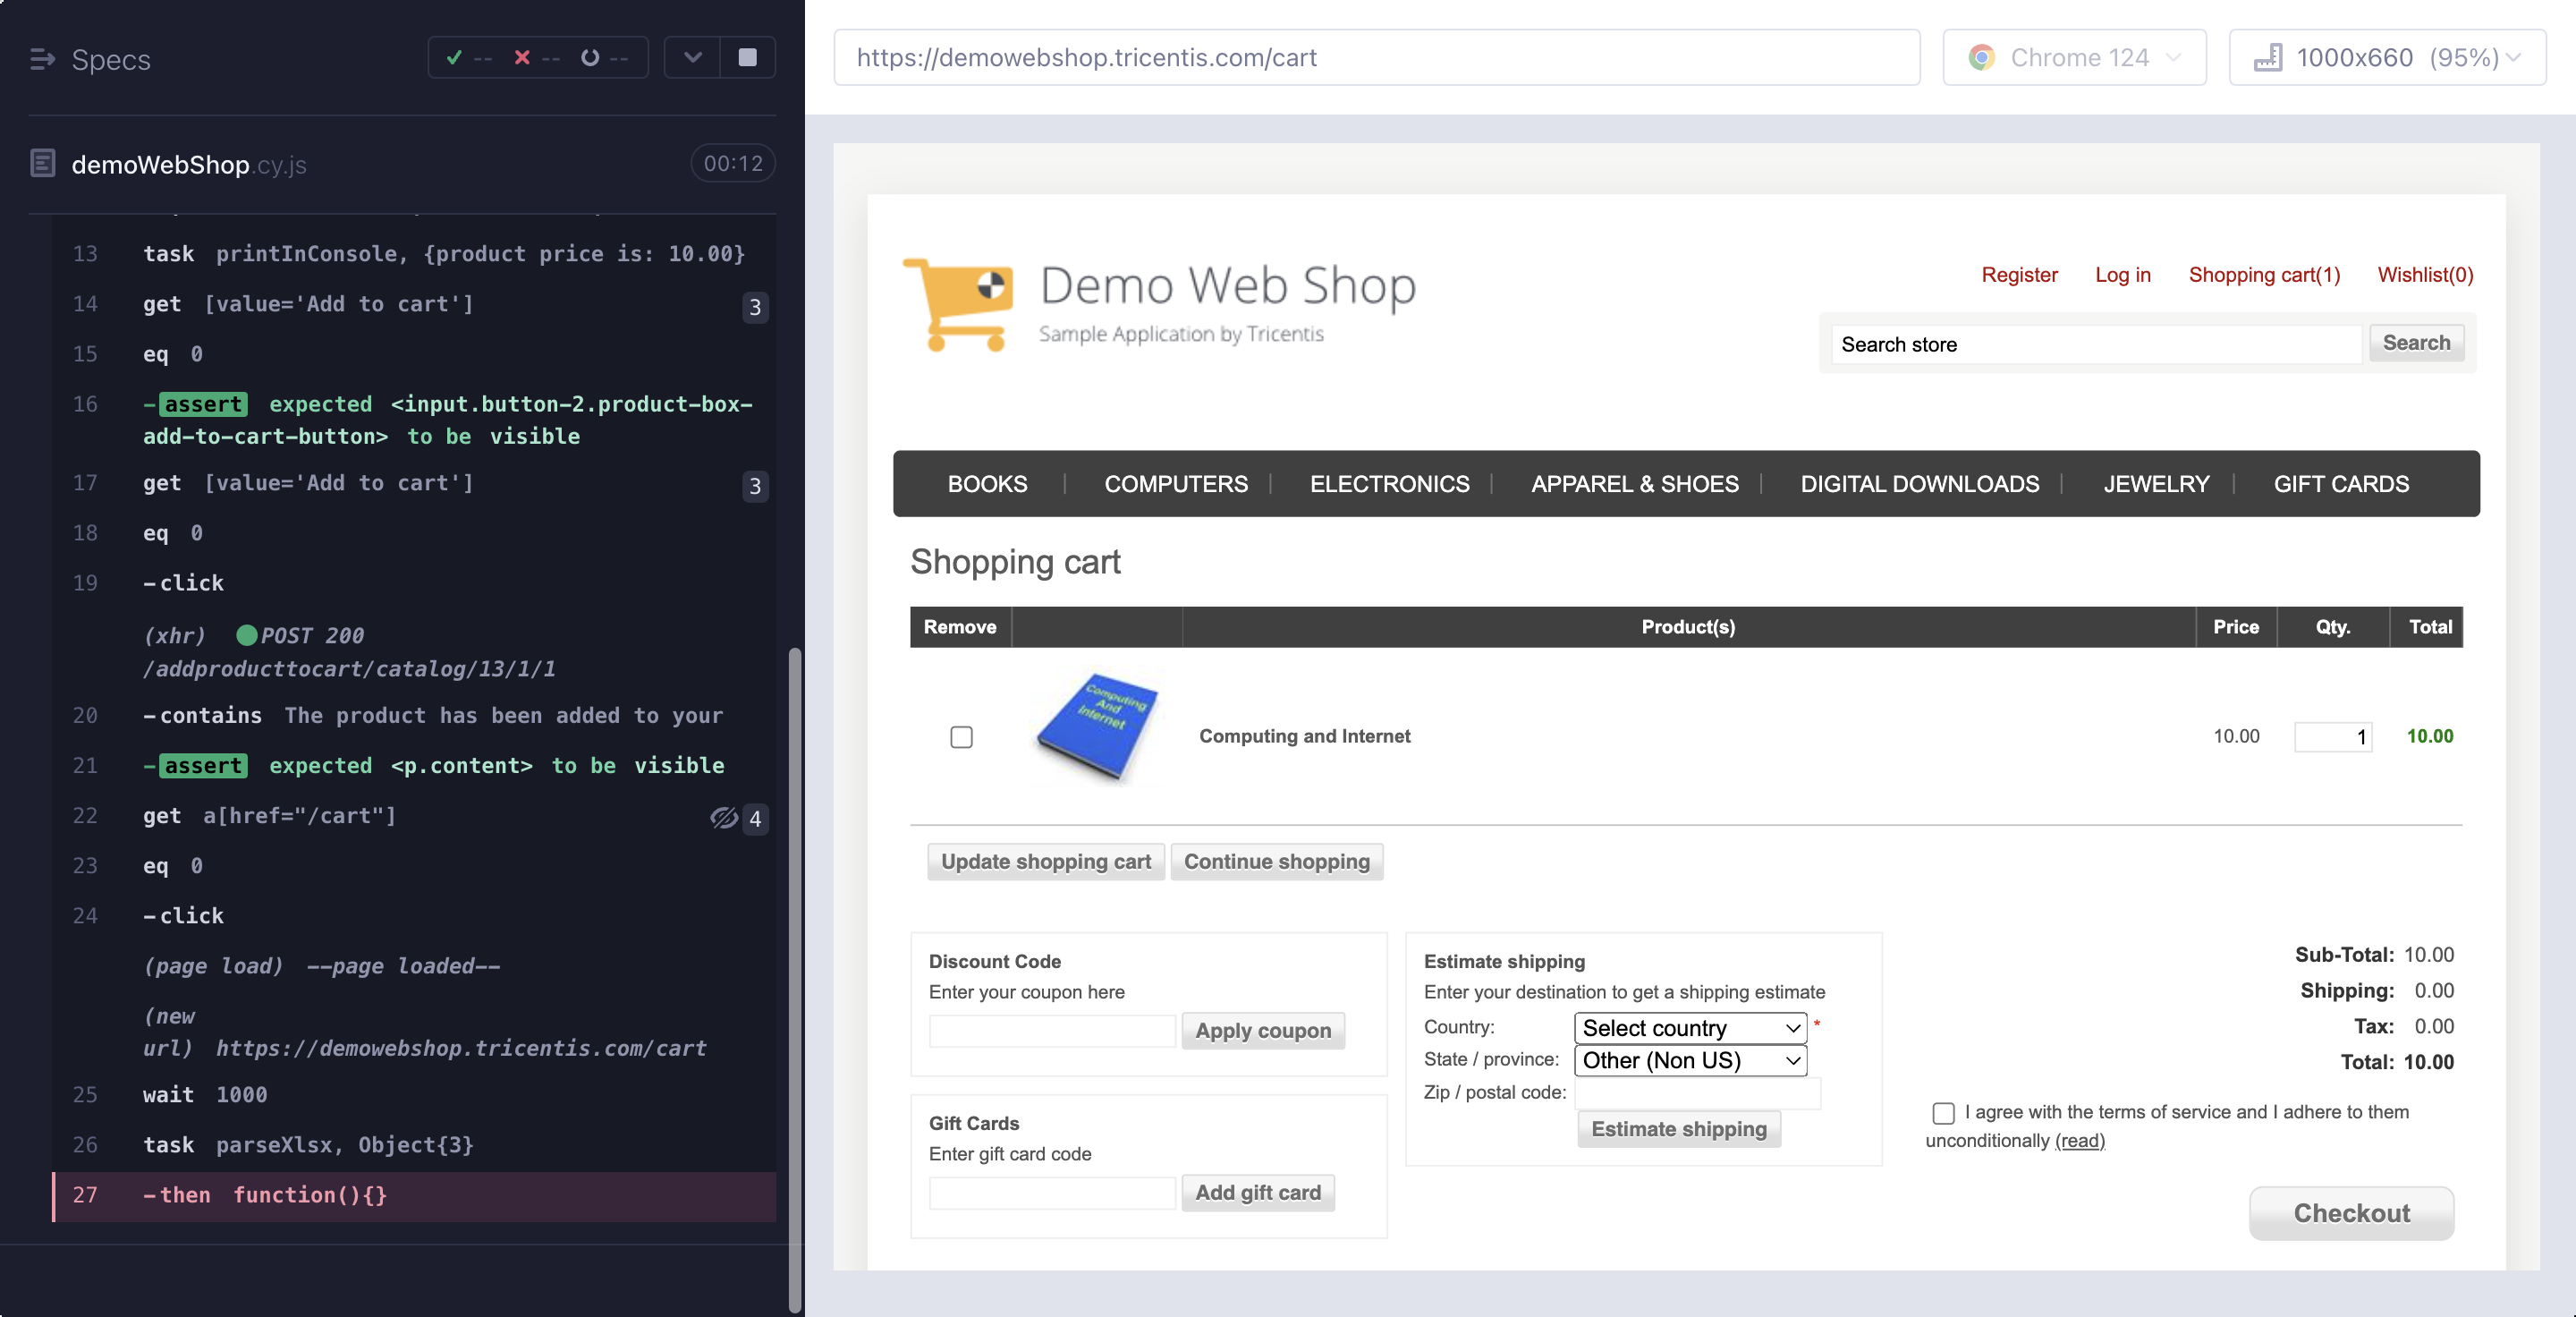 Specs
-- -- --
demoWebShop.cy.js
00:12
13 task printInConsole, {product price is: 10.00}
14 get [value='Add to cart'] 3
15 eq 0
16 -assert expected <input.button-2.product-box-
add-to-cart-button> to be visible
17 get [value='Add to cart'] 3
18 eq 0
19 -click
(xhr) POST 200
/addproducttocart/catalog/13/1/1
20 -contains The product has been added to your
21 -assert expected <p.content> to be visible
22 get a[href="/cart"] 4
23 eq 0
24 -click
(page load) --page loaded--
(new
url) https://demowebshop.tricentis.com/cart
25 wait 1000
26 task parseXlsx, Object{3}
27 -then function(){}
https://demowebshop.tricentis.com/cart
Chrome 124
1000x660 (95%)
Demo Web Shop
Sample Application by Tricentis
Register Log in Shopping cart(1) Wishlist(0)
Search store Search
BOOKS COMPUTERS ELECTRONICS APPAREL & SHOES DIGITAL DOWNLOADS JEWELRY GIFT CARDS
Shopping cart
Remove Product(s) Price Qty. Total
Computing
And
Internet
Computing and Internet 10.00 1 10.00
Update shopping cart Continue shopping
Discount Code
Enter your coupon here
Apply coupon
Gift Cards
Enter gift card code
Add gift card
Estimate shipping
Enter your destination to get a shipping estimate
Country: Select country *
State / province: Other (Non US)
Zip / postal code:
Estimate shipping
Sub-Total: 10.00
Shipping: 0.00
Tax: 0.00
Total: 10.00
I agree with the terms of service and I adhere to them
unconditionally (read)
Checkout